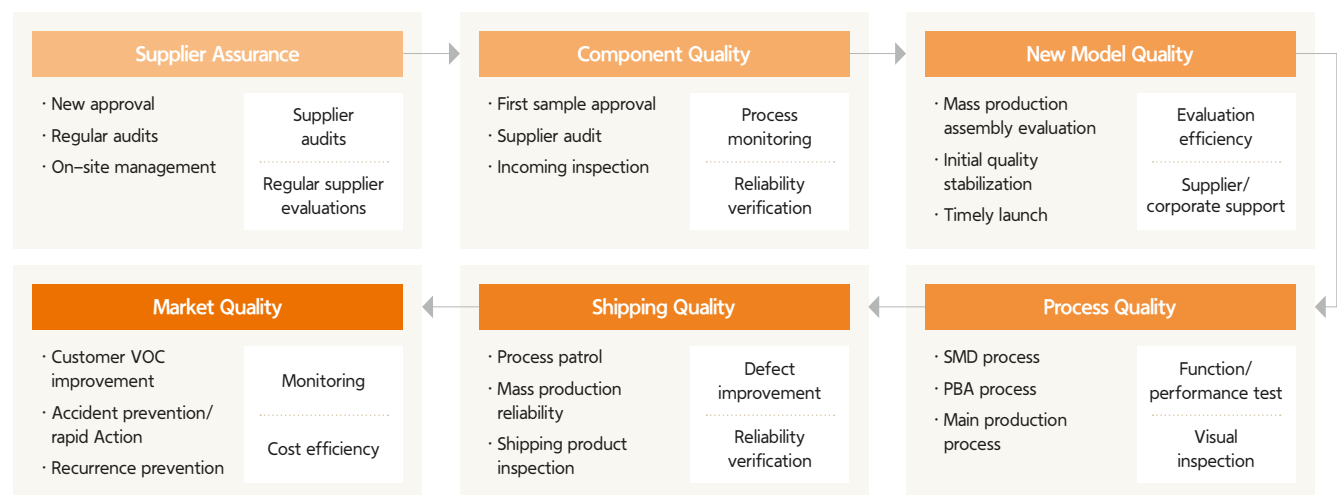 Supplier Assurance
· New approval
· Regular audits
· On–site management
Supplier
audits
Regular supplier
evaluations
Component Quality
· First sample approval
· Supplier audit
· Incoming inspection
Process
monitoring
Reliability
verification
New Model Quality
· Mass production
assembly evaluation
· Initial quality
stabilization
· Timely launch
Evaluation
efficiency
Supplier/
corporate support
Process Quality
· SMD process
· PBA process
· Main production
process
Function/
performance test
Visual
inspection
Shipping Quality
· Process patrol
· Mass production
reliability
· Shipping product
inspection
Defect
improvement
Reliability
verification
Market Quality
· Customer VOC
improvement
· Accident prevention/
rapid Action
· Recurrence prevention
Monitoring
Cost efficiency